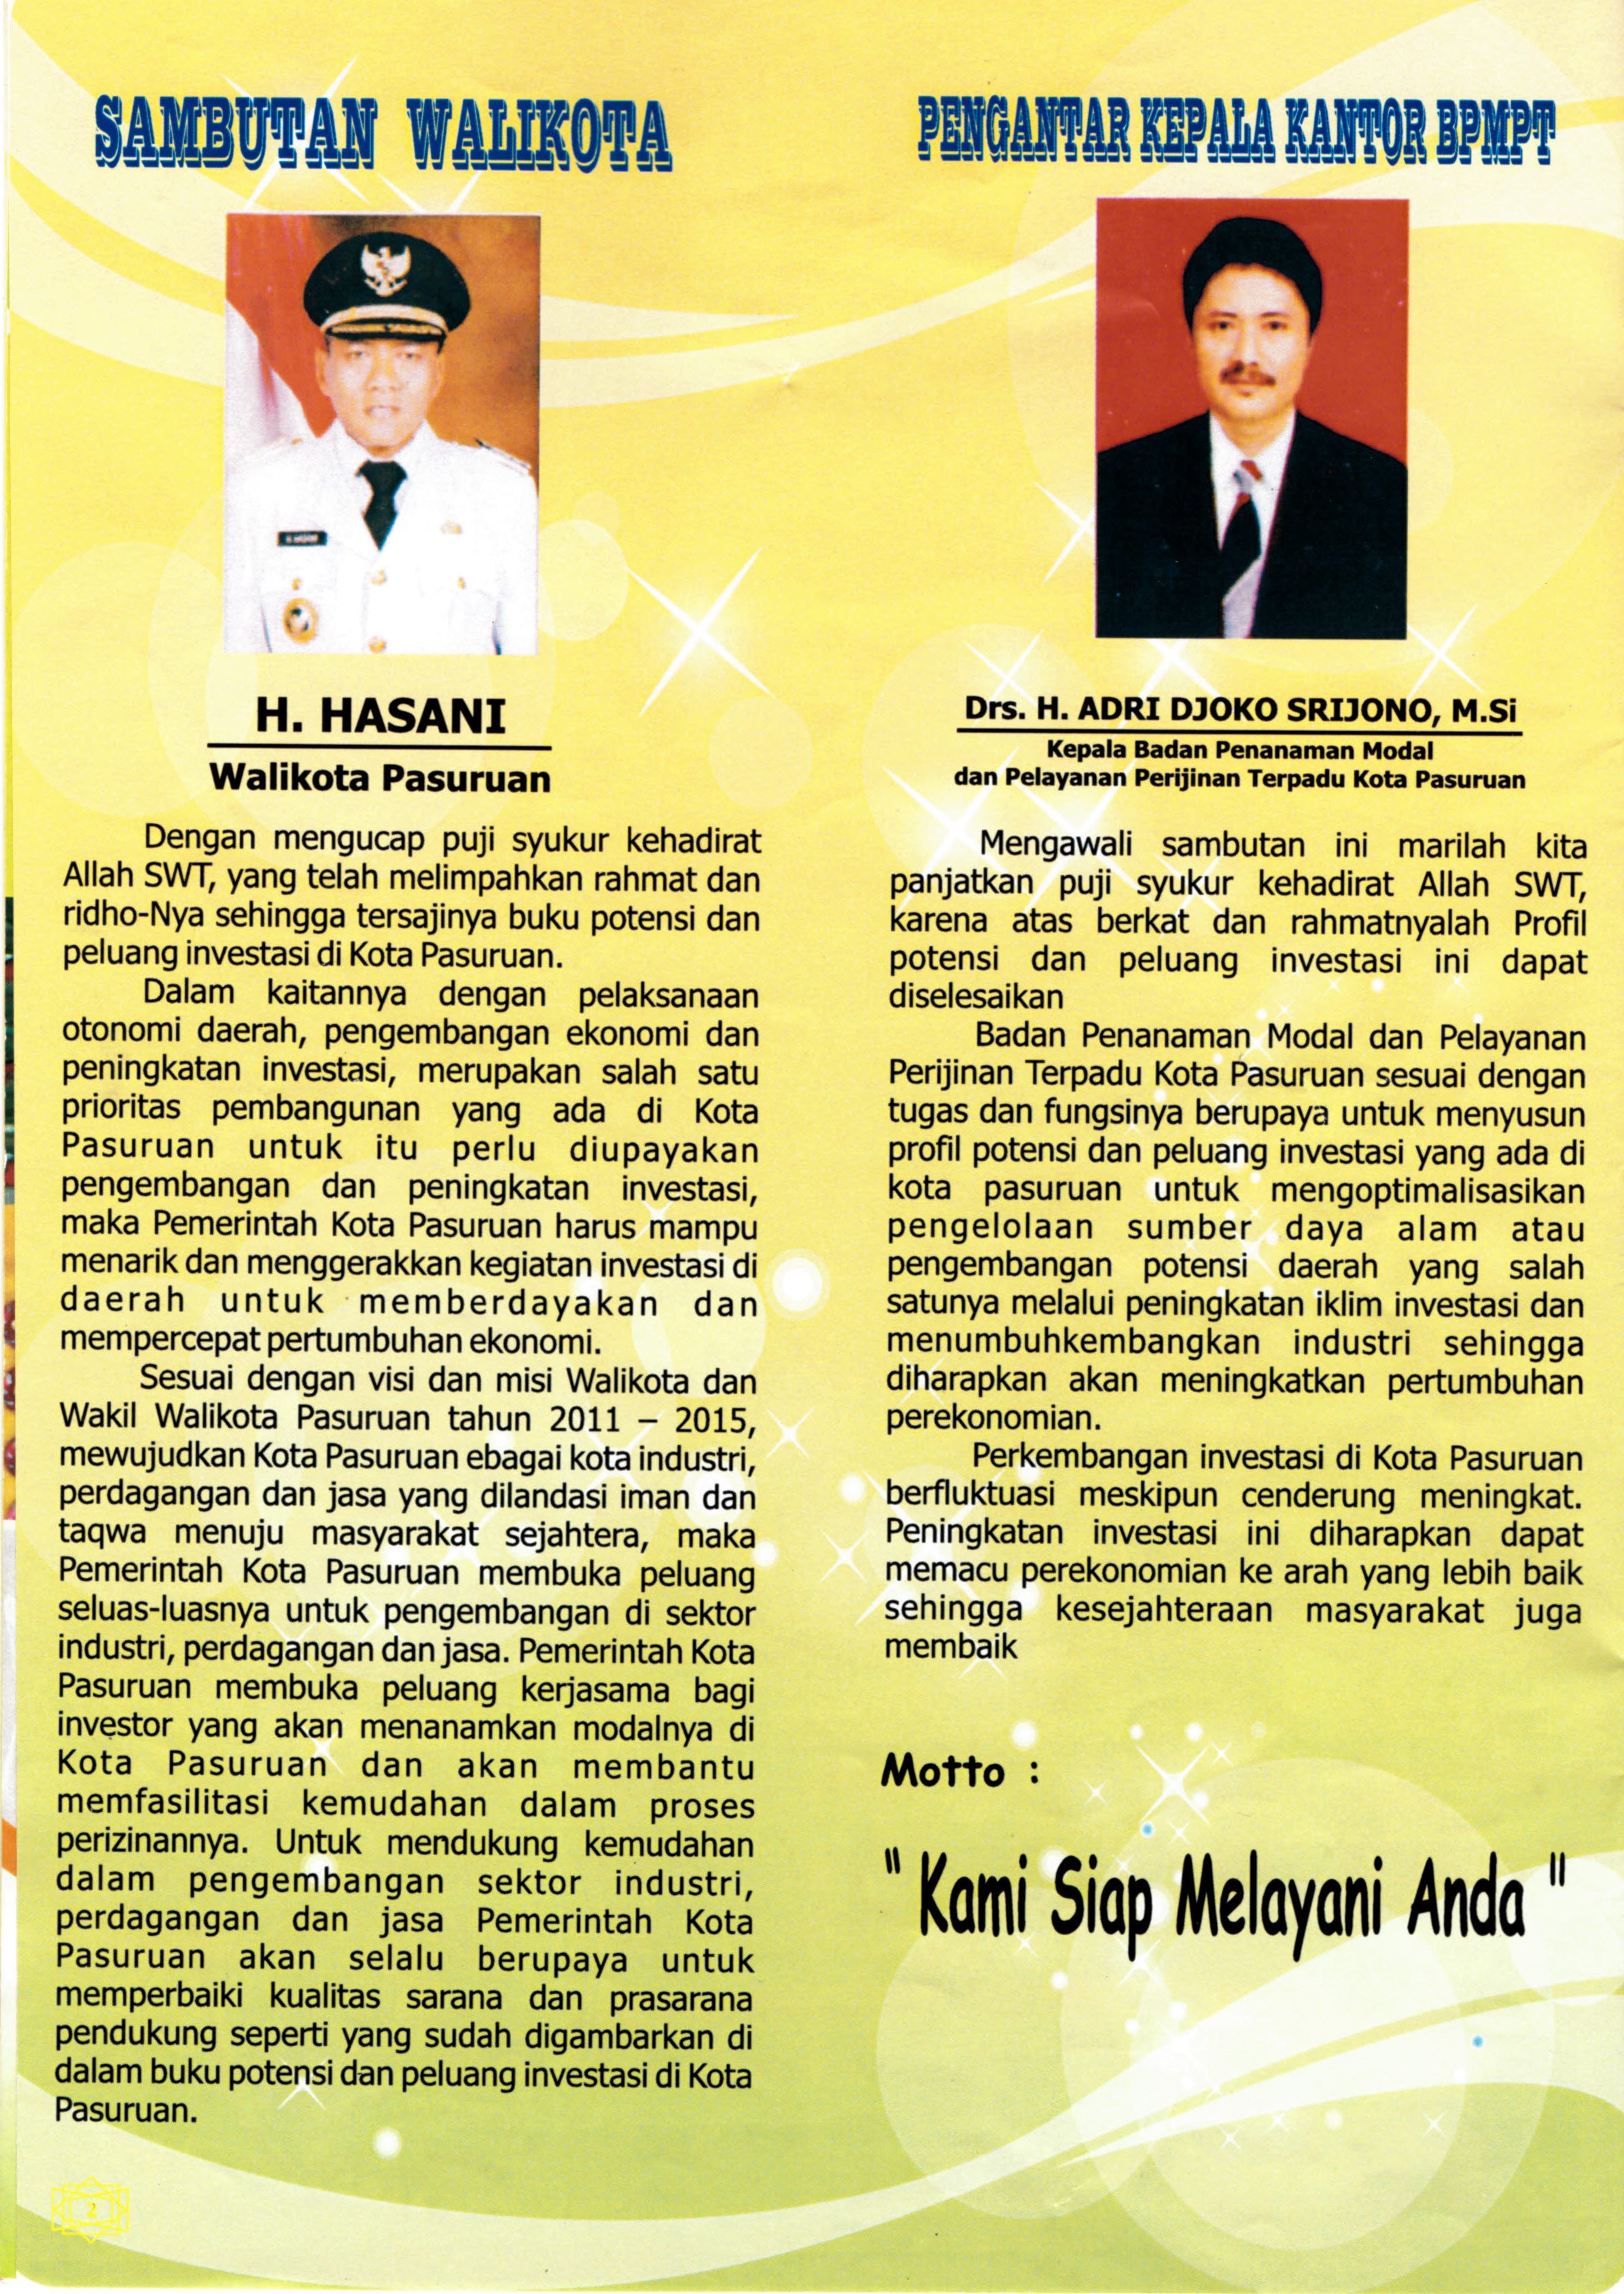 SAMBUTAN WALIKOTA
H. HASANI
H. HASANI
Walikota Pasuruan
Dengan mengucap puji syukur kehadirat
Allah SWT, yang telah melimpahkan rahmat dan
ridho-Nya sehingga tersajinya buku potensi dan
peluang investasi di Kota Pasuruan.
Dalam kaitannya dengan pelaksanaan
otonomi daerah, pengembangan ekonomi dan
peningkatan investasi, merupakan salah satu
prioritas pembangunan yang ada di Kota
Pasuruan untuk itu perlu diupayakan
pengembangan dan peningkatan investasi,
maka Pemerintah Kota Pasuruan harus mampu
menarik dan menggerakkan kegiatan investasi di
daerah untuk memberdayakan dan
mempercepat pertumbuhan ekonomi.
Sesuai dengan visi dan misi Walikota dan
Wakil Walikota Pasuruan tahun 2011 – 2015,
mewujudkan Kota Pasuruan ebagai kota industri,
perdagangan dan jasa yang dilandasi iman dan
taqwa menuju masyarakat sejahtera, maka
Pemerintah Kota Pasuruan membuka peluang
seluas-luasnya untuk pengembangan di sektor
industri, perdagangan dan jasa. Pemerintah Kota
Pasuruan membuka peluang kerjasama bagi
investor yang akan menanamkan modalnya di
Kota Pasuruan dan akan membantu
memfasilitasi kemudahan dalam proses
perizinannya. Untuk mendukung kemudahan
dalam pengembangan sektor industri,
perdagangan dan jasa Pemerintah Kota
Pasuruan akan selalu berupaya untuk
memperbaiki kualitas sarana dan prasarana
pendukung seperti yang sudah digambarkan di
dalam buku potensi dan peluang investasi di Kota
Pasuruan.
2
PENGANTAR KEPALA KANTOR BPMPT
Drs. H. ADRI DJOKO SRIJONO, M.Si
Kepala Badan Penanaman Modal
dan Pelayanan Perijinan Terpadu Kota Pasuruan
Mengawali sambutan ini marilah kita
panjatkan puji syukur kehadirat Allah SWT,
karena atas berkat dan rahmatnyalah Profil
potensi dan peluang investasi ini dapat
diselesaikan
Badan Penanaman Modal dan Pelayanan
Perijinan Terpadu Kota Pasuruan sesuai dengan
tugas dan fungsinya berupaya untuk menyusun
profil potensi dan peluang investasi yang ada di
kota pasuruan untuk mengoptimalisasikan
pengelolaan sumber daya alam atau
pengembangan potensi daerah yang salah
satunya melalui peningkatan iklim investasi dan
menumbuhkembangkan industri sehingga
diharapkan akan meningkatkan pertumbuhan
perekonomian.
Perkembangan investasi di Kota Pasuruan
berfluktuasi meskipun cenderung meningkat.
Peningkatan investasi ini diharapkan dapat
memacu perekonomian ke arah yang lebih baik
sehingga kesejahteraan masyarakat juga
membaik
Motto :
" Kami Siap Melayani Anda "